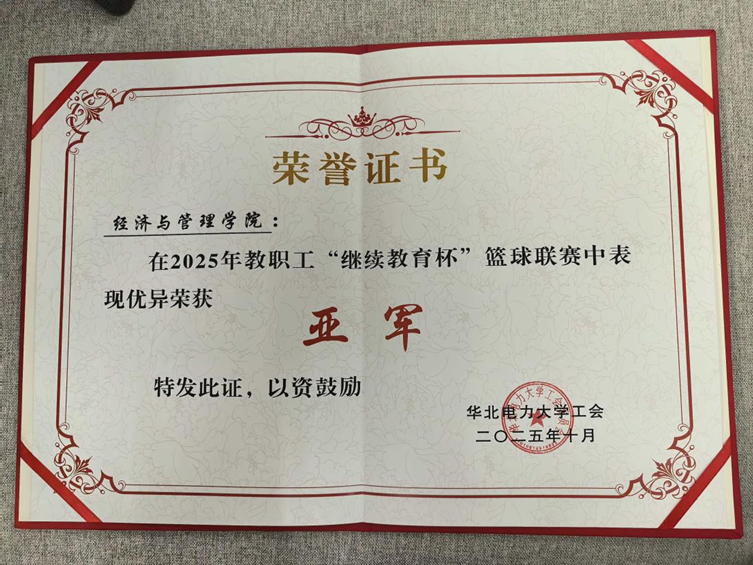 荣誉证书
经济与管理学院：
在2025年教职工“继续教育杯”篮球联赛中表
现优异荣获
亚军
特发此证，以资鼓励
华北电力大学工会
二〇二五年十月